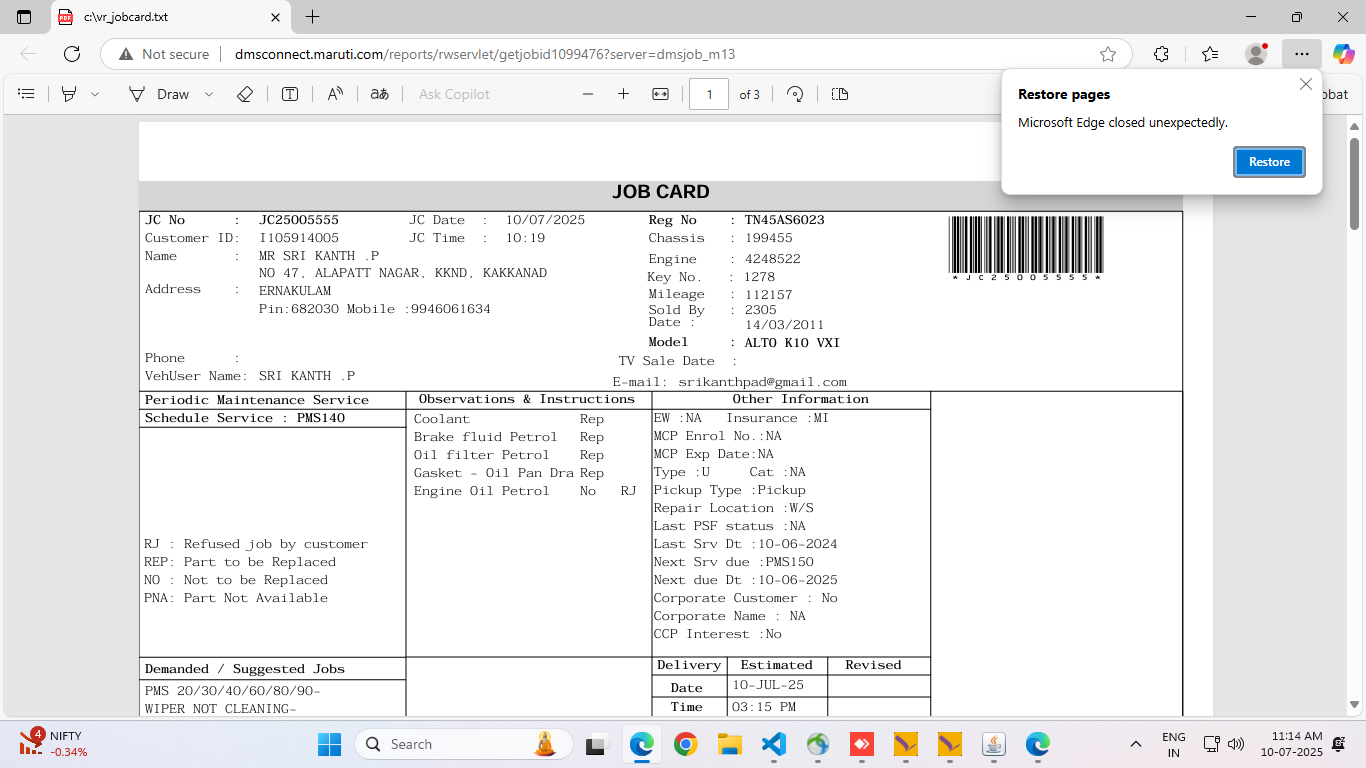 c:\vr_jobcard.txt
Not secure dmsconnect.maruti.com/reports/rwservlet/getjobid1099476?server=dmsjob_m13
Draw Ask Copilot 1 of 3 obat
Restore pages
Microsoft Edge closed unexpectedly.
Restore
JOB CARD
JC No : JC25005555 JC Date : 10/07/2025 Reg No : TN45AS6023
Customer ID: I105914005 JC Time : 10:19 Chassis : 199455
Name : MR SRI KANTH .P Engine : 4248522
NO 47, ALAPATT NAGAR, KKND, KAKKANAD Key No. : 1278
*JC25005555*
Address : ERNAKULAM Mileage : 112157
Pin:682030 Mobile :9946061634 Sold By : 2305
Date : 14/03/2011
Model : ALTO K10 VXI
Phone : TV Sale Date :
VehUser Name: SRI KANTH .P E-mail: srikanthpad@gmail.com
Periodic Maintenance Service Observations & Instructions Other Information
Schedule Service : PMS140 Coolant Rep EW :NA Insurance :MI
Brake fluid Petrol Rep MCP Enrol No.:NA
Oil filter Petrol Rep MCP Exp Date:NA
Gasket - Oil Pan Dra Rep Type :U Cat :NA
Engine Oil Petrol No RJ Pickup Type :Pickup
Repair Location :W/S
Last PSF status :NA
RJ : Refused job by customer Last Srv Dt :10-06-2024
REP: Part to be Replaced Next Srv due :PMS150
NO : Not to be Replaced Next due Dt :10-06-2025
PNA: Part Not Available Corporate Customer : No
Corporate Name : NA
CCP Interest :No
Demanded / Suggested Jobs Delivery Estimated Revised
PMS 20/30/40/60/80/90- Date 10-JUL-25
WIPER NOT CLEANING- Time 03:15 PM
4 NIFTY
-0.34%
Search
ENG
IN
11:14 AM
10-07-2025